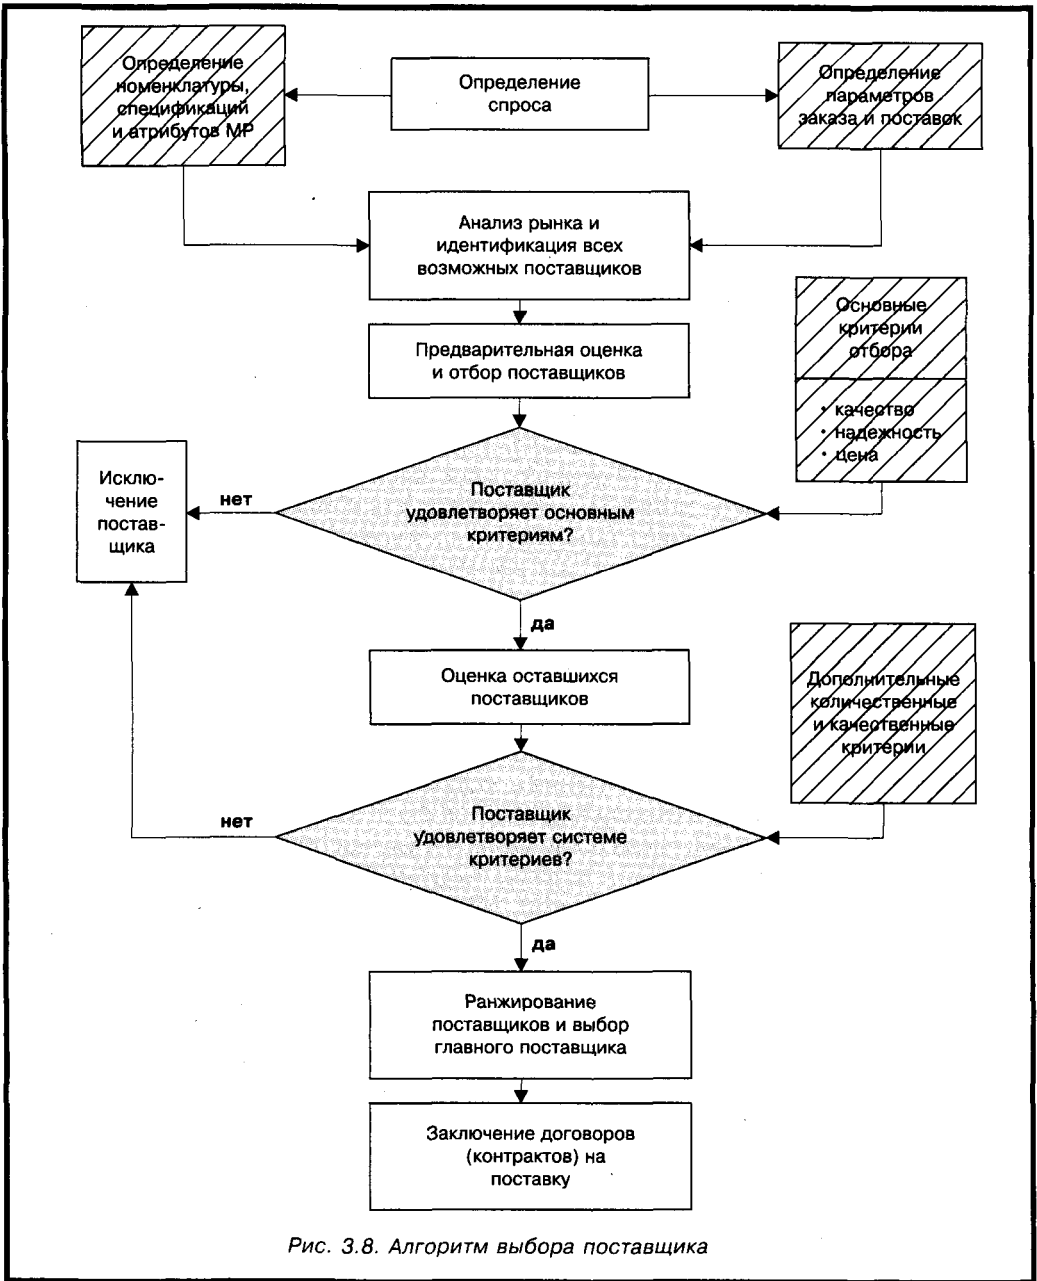 Определение
номенклатуры,
спецификаций
и атрибутов МР
Определение
спроса
Определение
параметров
заказа и поставок
Анализ рынка и
идентификация всех
возможных поставщиков
Предварительная оценка
и отбор поставщиков
Основные
критерии
отбора
• качество
• надежность
• цена
Исклю-
чение
постав-
щика
нет
Поставщик
удовлетворяет основным
критериям?
да
Оценка оставшихся
поставщиков
Дополнительные
количественные
и качественные
критерии
нет
Поставщик
удовлетворяет системе
критериев?
да
Ранжирование
поставщиков и выбор
главного поставщика
Заключение договоров
(контрактов) на
поставку
Рис. 3.8. Алгоритм выбора поставщика